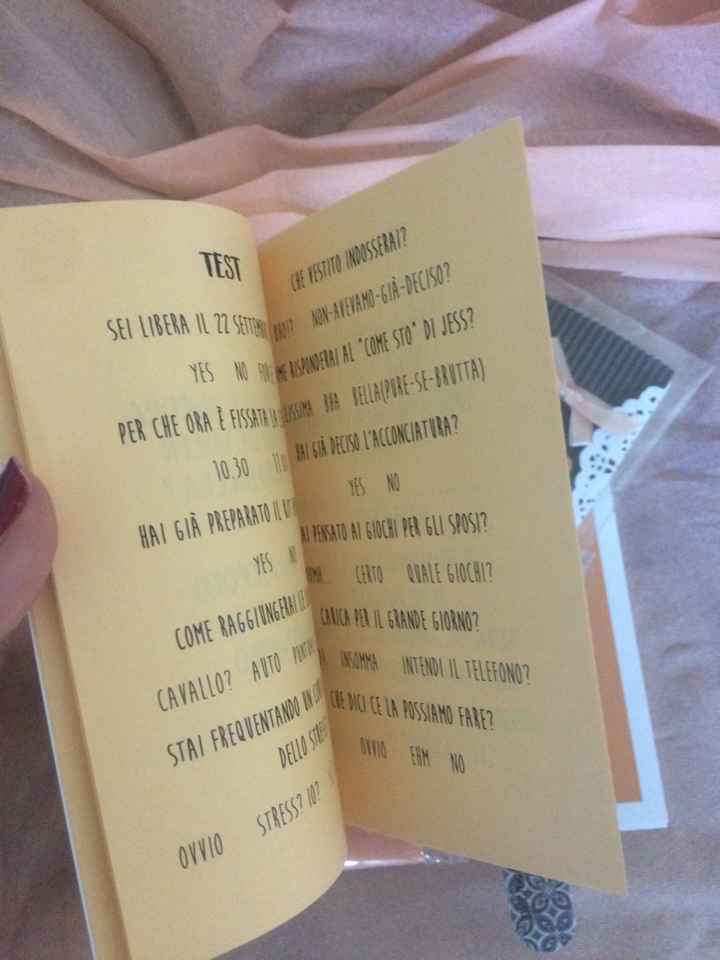 TEST
SEI LIBERA IL 22
YES NO
PER CHE ORA È FISSATA LA
10.30
HAI GIÀ PREPARATO IL
YES NO
COME RAGGIUNGERAI
CAVALLO? AUTO
STAI FREQUENTANDO UN
DELLO
OVVIO STRESS? IO?
CHE VESTITO INDOSSERAI?
NON-AVEVAMO-GIÀ-DECISO?
RISPONDERAI AL "COME STO" DI JESS?
BHA BELLA(PURE-SE-BRUTTA)
HAI GIÀ DECISO L'ACCONCIATURA?
YES NO
PENSATO AI GIOCHI PER GLI SPOSI?
CERTO QUALE GIOCHI?
CARICA PER IL GRANDE GIORNO?
INSOMMA INTENDI IL TELEFONO?
CHE DICI CE LA POSSIAMO FARE?
OVVIO EHM NO